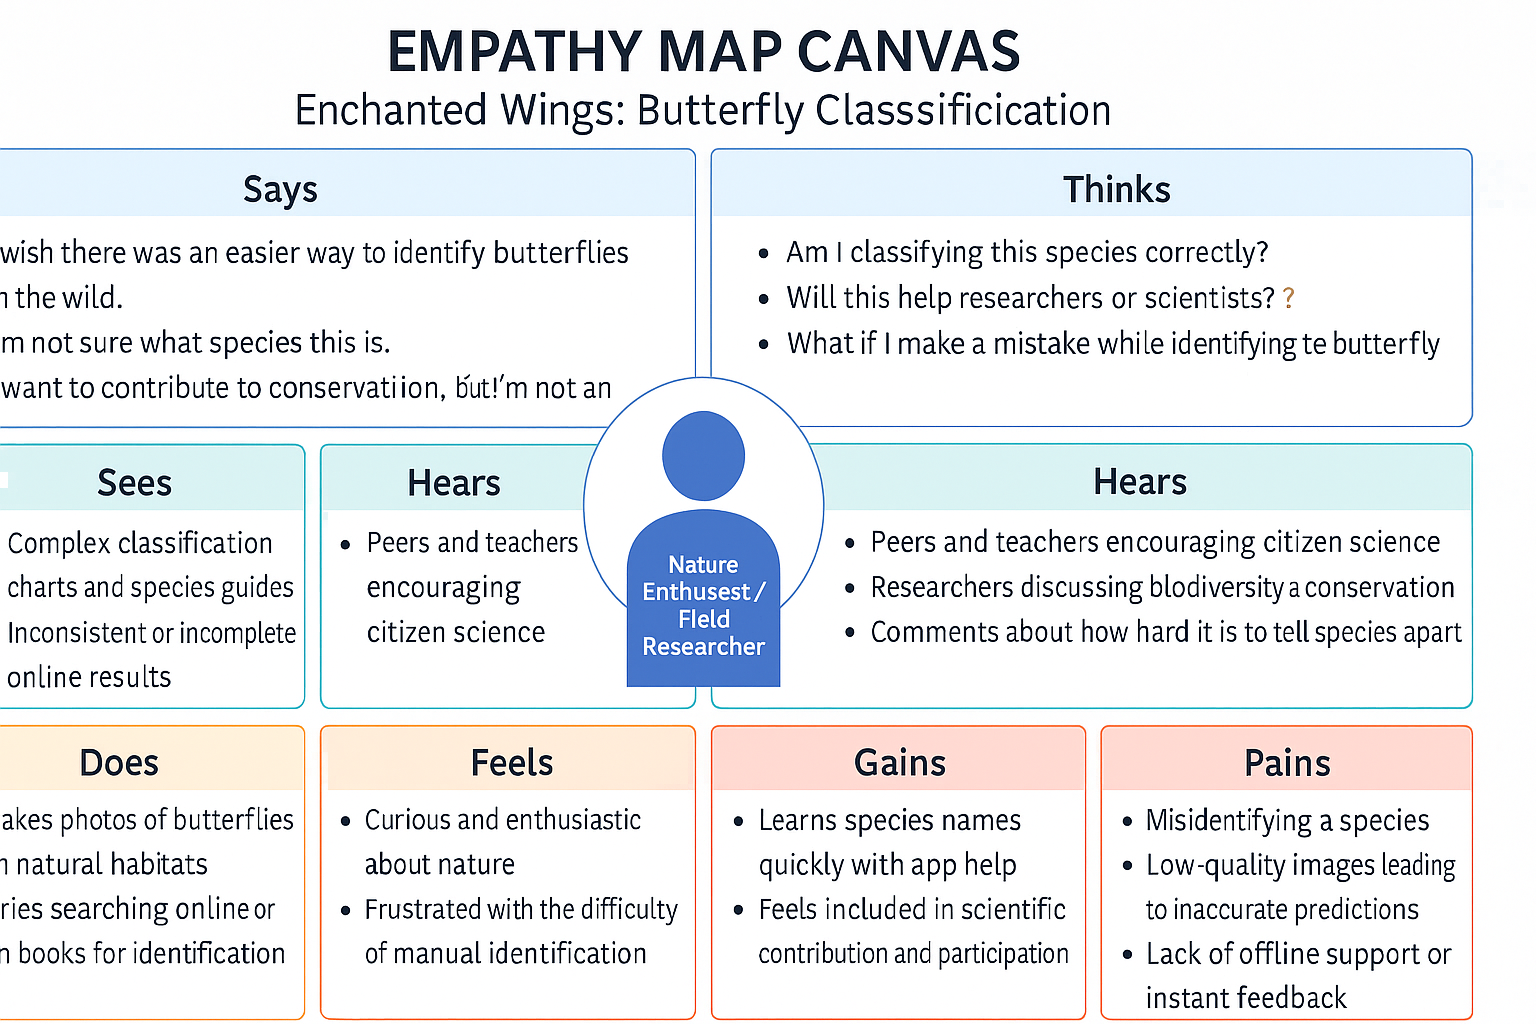 EMPATHY MAP CANVAS
Enchanted Wings: Butterfly Classsificication
Says
wish there was an easier way to identify butterflies
n the wild.
m not sure what species this is.
want to contribute to conservatiion, but!'m not an
Thinks
• Am I classifying this species correctly?
• Will this help researchers or scientists? ?
• What if I make a mistake while identifying te butterfly
Sees
Complex classification
charts and species guides
Inconsistent or incomplete
online results
Hears
• Peers and teachers
encouraging
citizen science
Nature
Enthusest /
Fleld
Researcher
Hears
• Peers and teachers encouraging citizen science
• Researchers discussing blodiversity a conservation
• Comments about how hard it is to tell species apart
Does
akes photos of butterflies
n natural habitats
ries searching online or
n books for identification
Feels
• Curious and enthusiastic
about nature
• Frustrated with the difficulty
of manual identification
Gains
• Learns species names
quickly with app help
• Feels included in scientific
contribution and participation
Pains
• Misidentifying a species
• Low-quality images leading
to inaccurate predictions
• Lack of offline support or
instant feedback